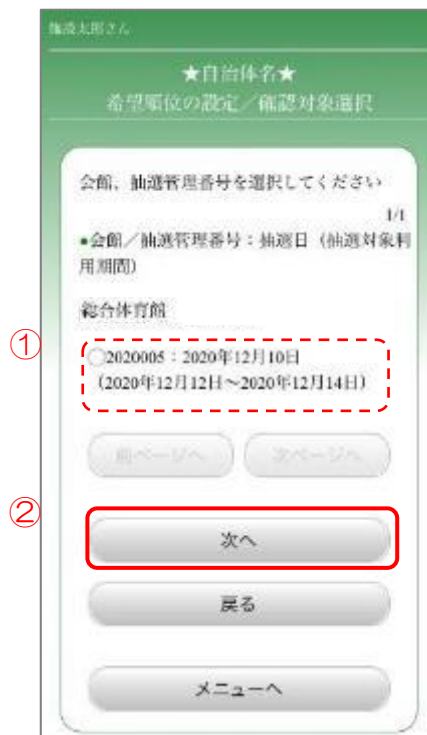 施設太郎さん
★自治体名★
希望順位の設定／確認対象選択
会館、抽選管理番号を選択してください
1/1
●会館／抽選管理番号：抽選日（抽選対象利
用期間）
総合体育館
①
○2020005：2020年12月10日
（2020年12月12日～2020年12月14日）
前ページへ 次ページへ
②
次へ
戻る
メニューへ